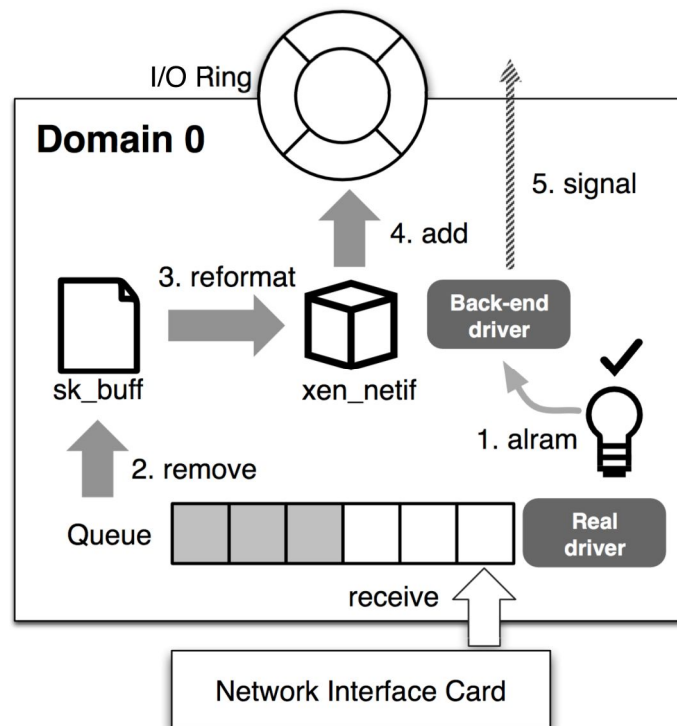 I/O Ring
Domain 0
5. signal
4. add
3. reformat
Back-end
driver
sk_buff
xen_netif
1. alram
2. remove
Queue
Real
driver
receive
Network Interface Card